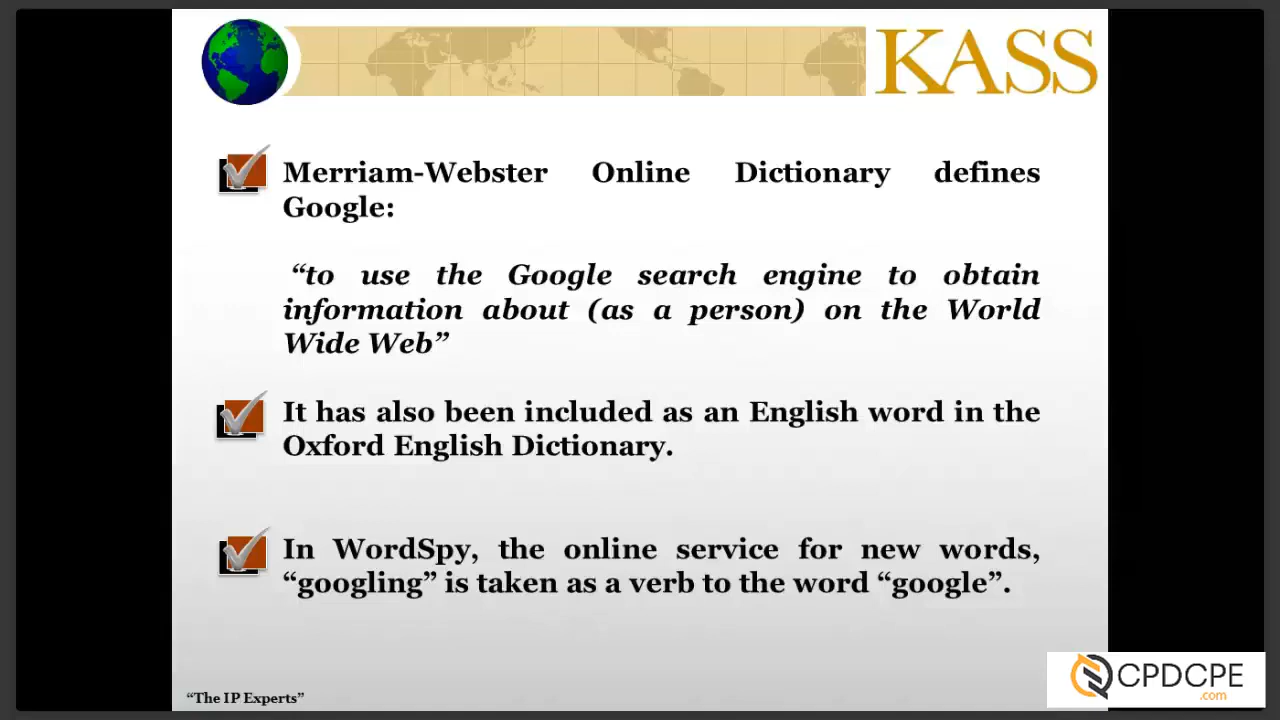 KASS
Merriam-Webster Online Dictionary defines
Google:
“to use the Google search engine to obtain
information about (as a person) on the World
Wide Web”
It has also been included as an English word in the
Oxford English Dictionary.
In WordSpy, the online service for new words,
“googling” is taken as a verb to the word “google”.
“The IP Experts”
CPDCPE
.com